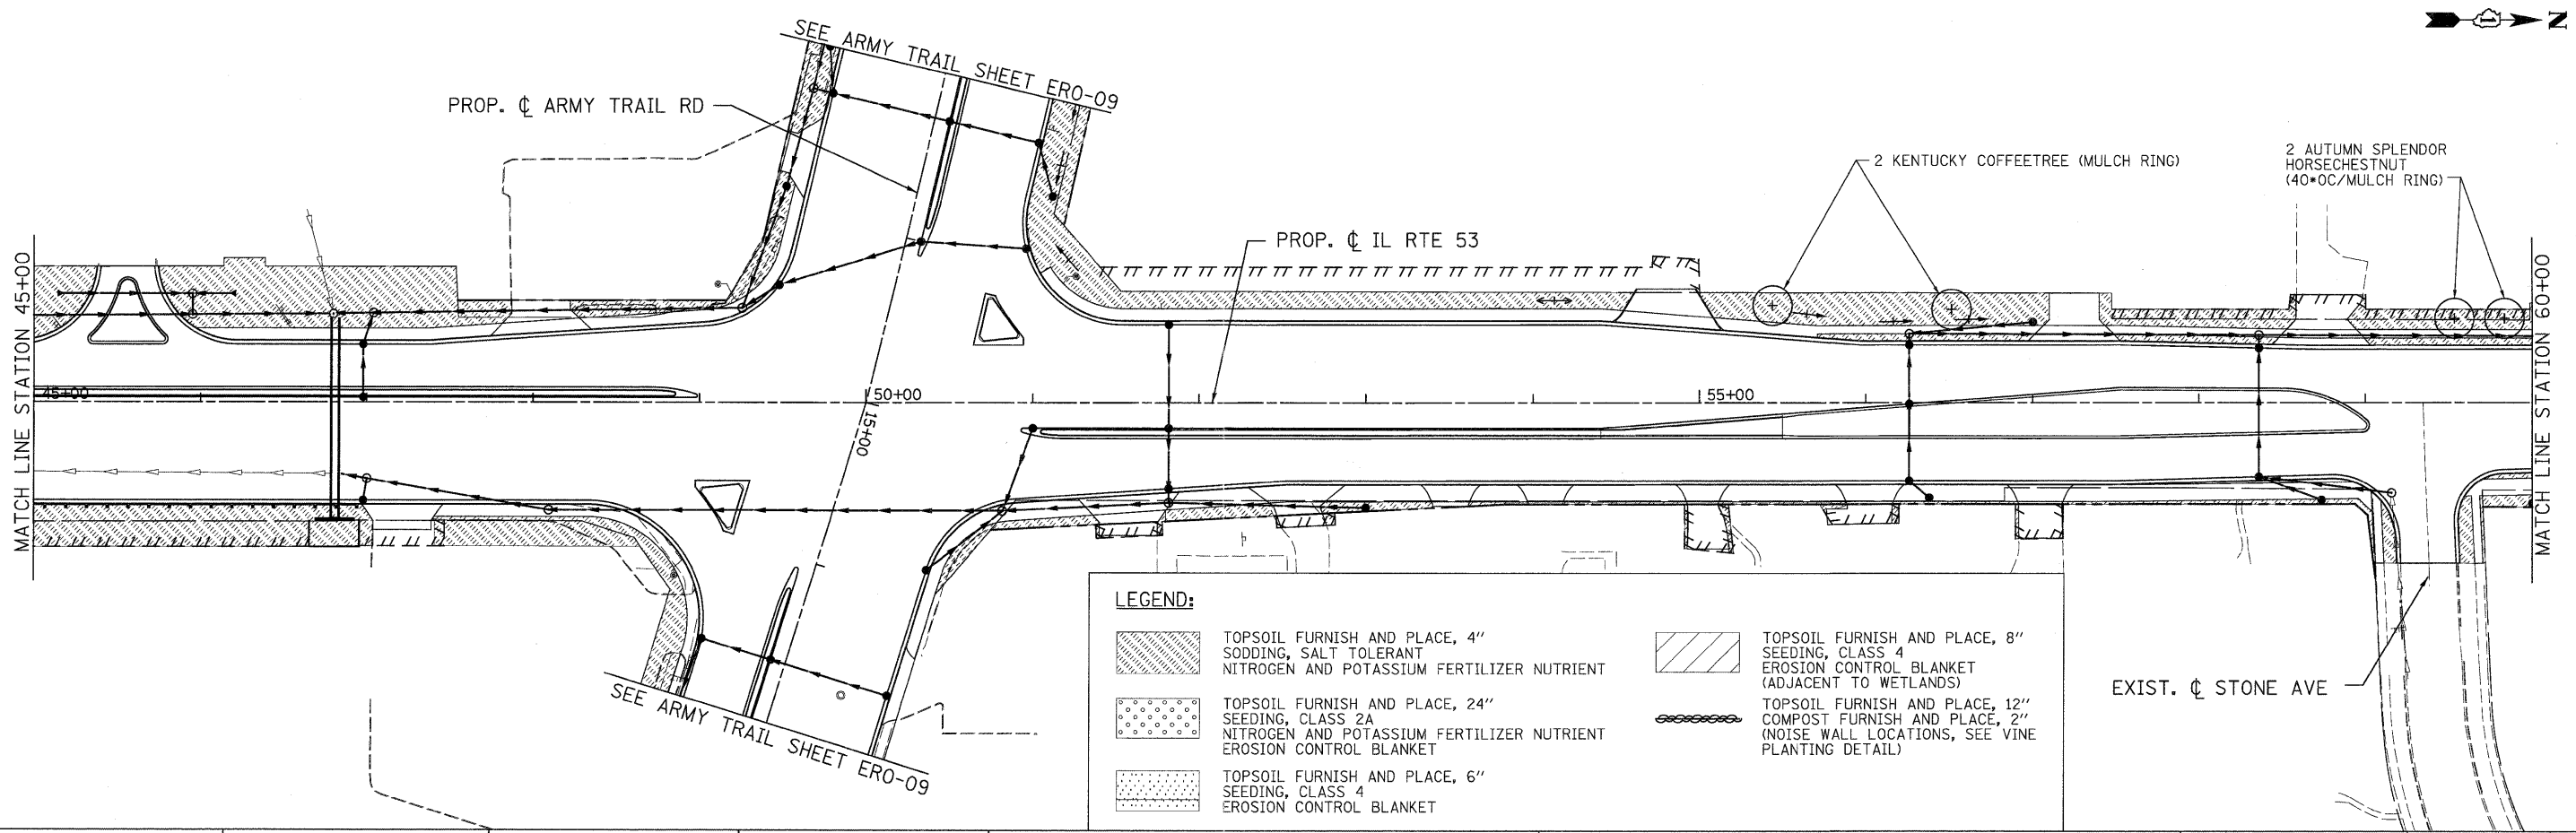 N
SEE ARMY TRAIL SHEET ERO-09
PROP. ℄ ARMY TRAIL RD
2 KENTUCKY COFFEETREE (MULCH RING)
2 AUTUMN SPLENDOR
HORSECHESTNUT
(40*OC/MULCH RING)
PROP. ℄ IL RTE 53
MATCH LINE STATION 45+00
MATCH LINE STATION 60+00
45+00
50+00
55+00
115+00
LEGEND:
TOPSOIL FURNISH AND PLACE, 4"
SODDING, SALT TOLERANT
NITROGEN AND POTASSIUM FERTILIZER NUTRIENT
TOPSOIL FURNISH AND PLACE, 24"
SEEDING, CLASS 2A
NITROGEN AND POTASSIUM FERTILIZER NUTRIENT
EROSION CONTROL BLANKET
TOPSOIL FURNISH AND PLACE, 6"
SEEDING, CLASS 4
EROSION CONTROL BLANKET
TOPSOIL FURNISH AND PLACE, 8"
SEEDING, CLASS 4
EROSION CONTROL BLANKET
(ADJACENT TO WETLANDS)
TOPSOIL FURNISH AND PLACE, 12"
COMPOST FURNISH AND PLACE, 2"
(NOISE WALL LOCATIONS, SEE VINE
PLANTING DETAIL)
EXIST. ℄ STONE AVE
SEE ARMY TRAIL SHEET ERO-09